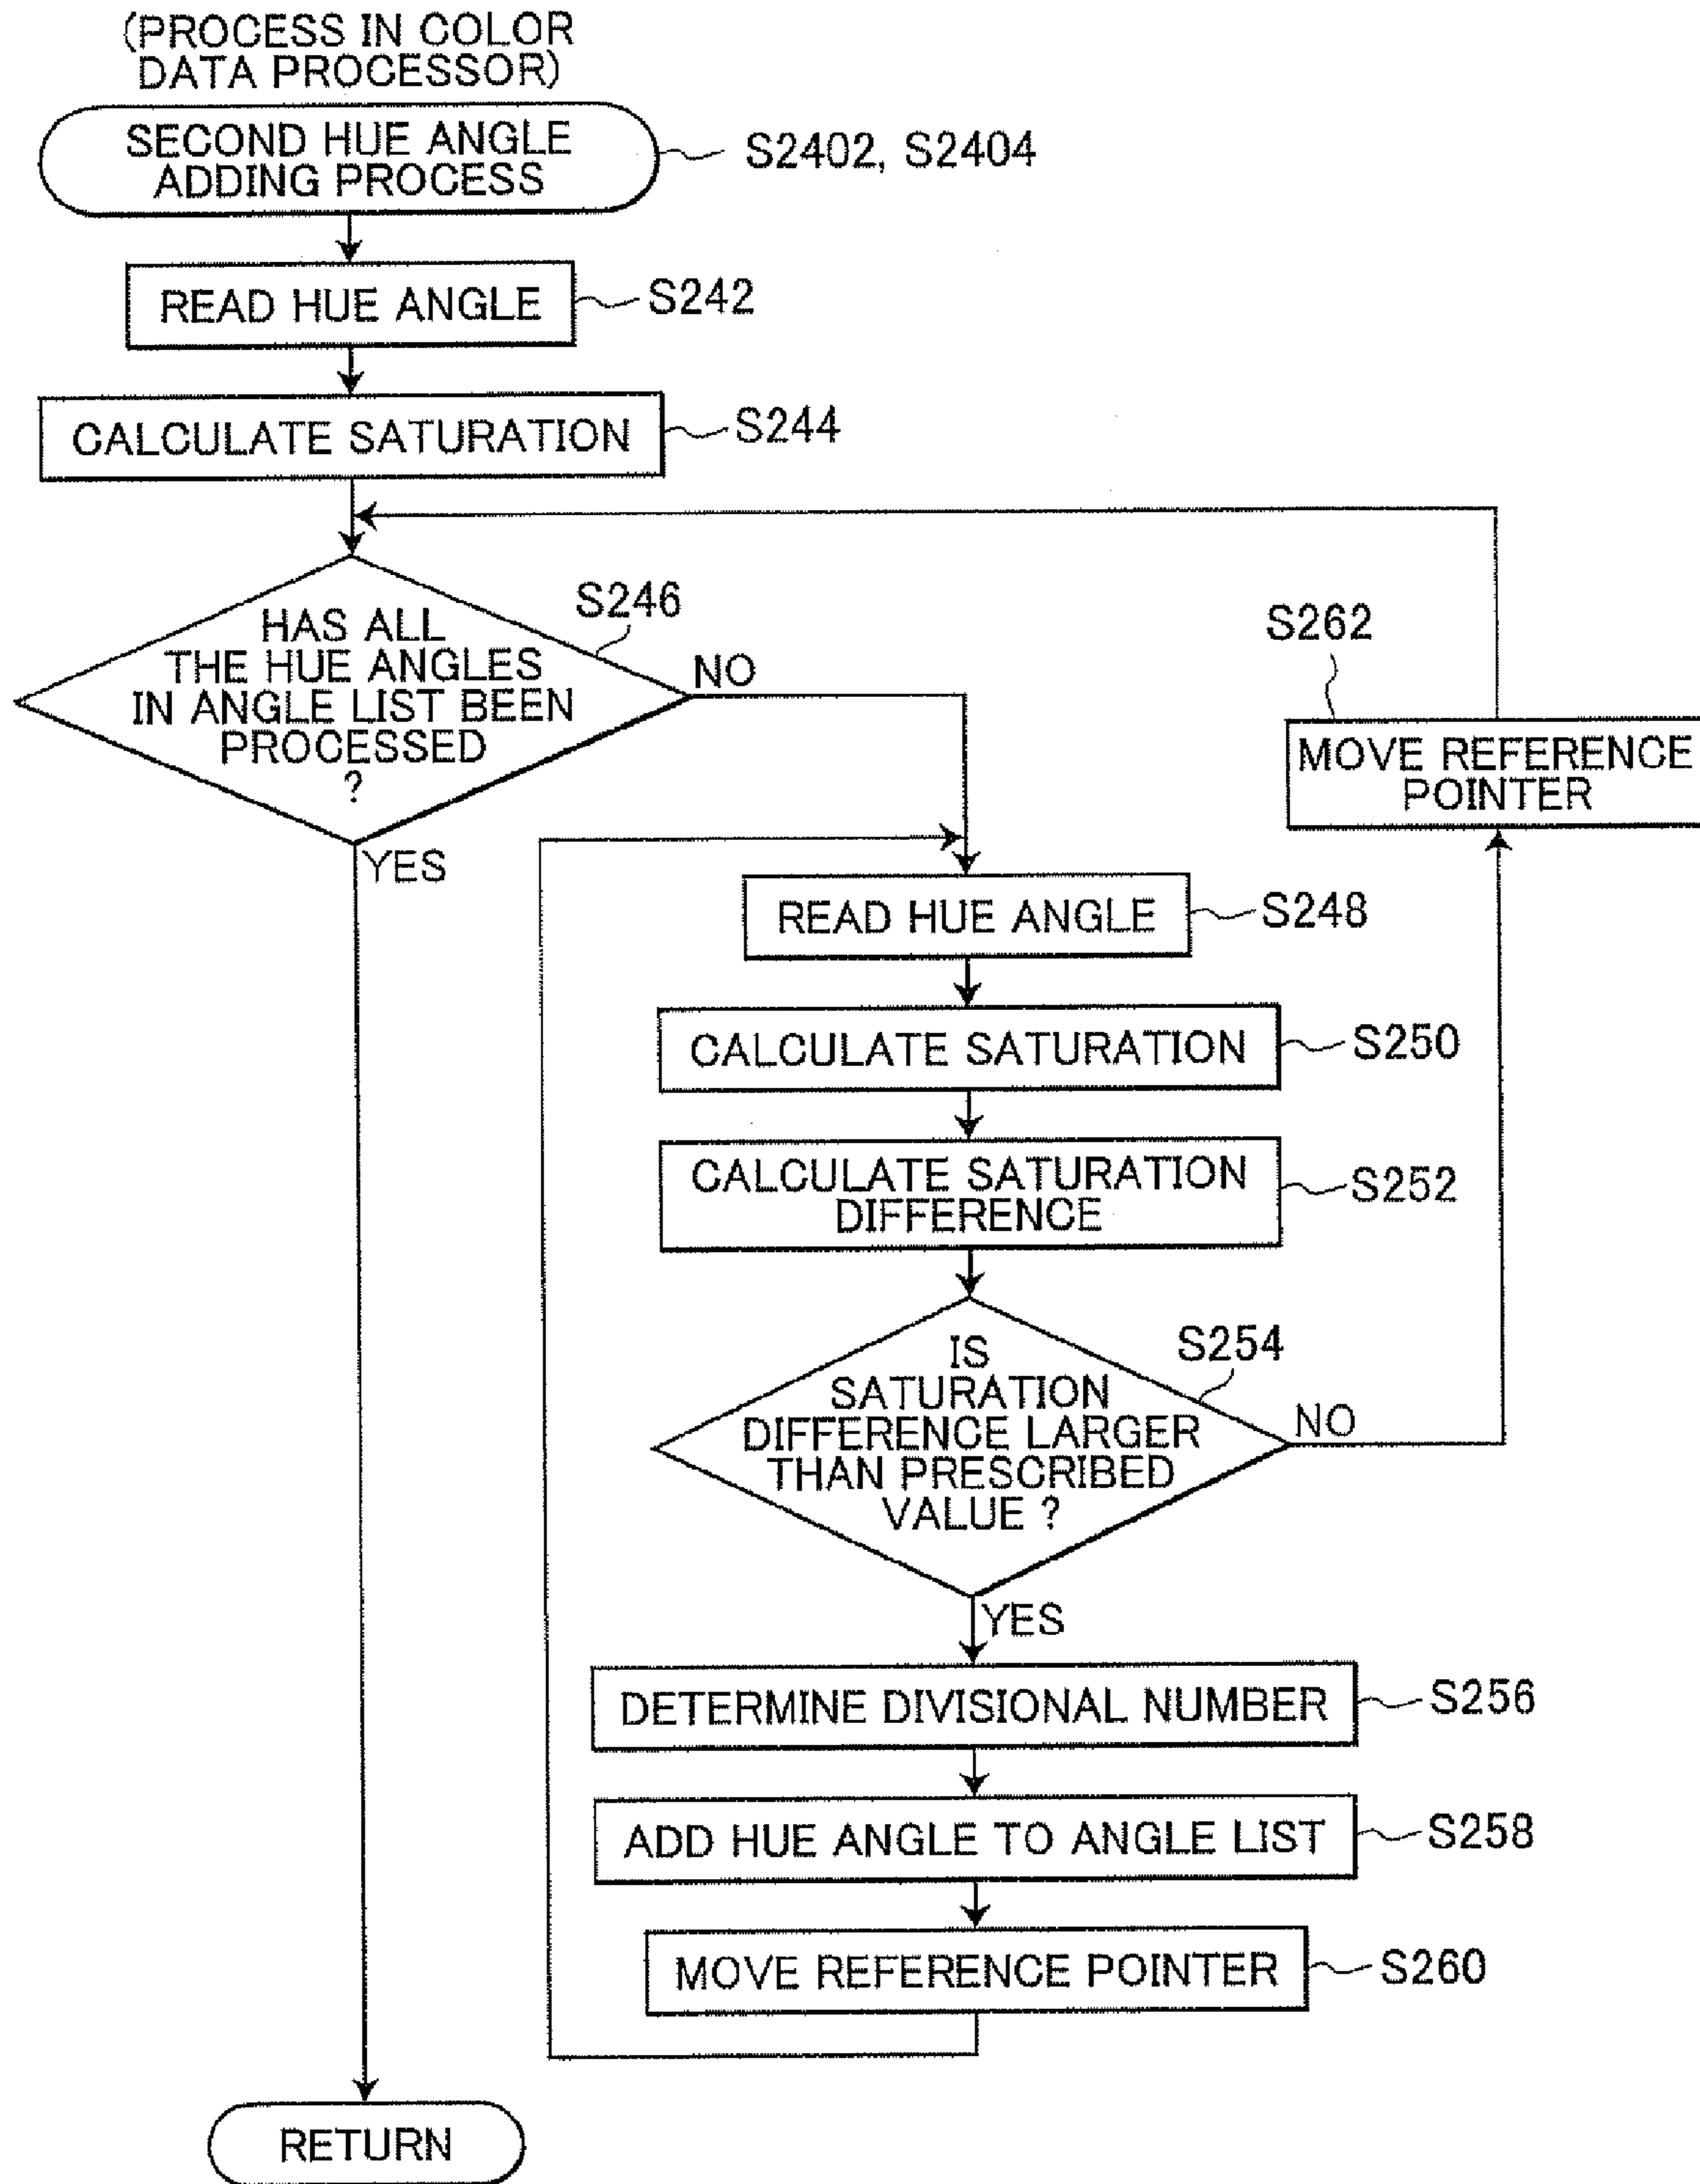 (PROCESS IN COLOR
DATA PROCESSOR)
SECOND HUE ANGLE
ADDING PROCESS
S2402, S2404
READ HUE ANGLE
S242
CALCULATE SATURATION
S244
HAS ALL
THE HUE ANGLES
IN ANGLE LIST BEEN
PROCESSED
?
S246
NO
YES
S262
MOVE REFERENCE
POINTER
READ HUE ANGLE
S248
CALCULATE SATURATION
S250
CALCULATE SATURATION
DIFFERENCE
S252
IS
SATURATION
DIFFERENCE LARGER
THAN PRESCRIBED
VALUE ?
S254
NO
YES
DETERMINE DIVISIONAL NUMBER
S256
ADD HUE ANGLE TO ANGLE LIST
S258
MOVE REFERENCE POINTER
S260
RETURN